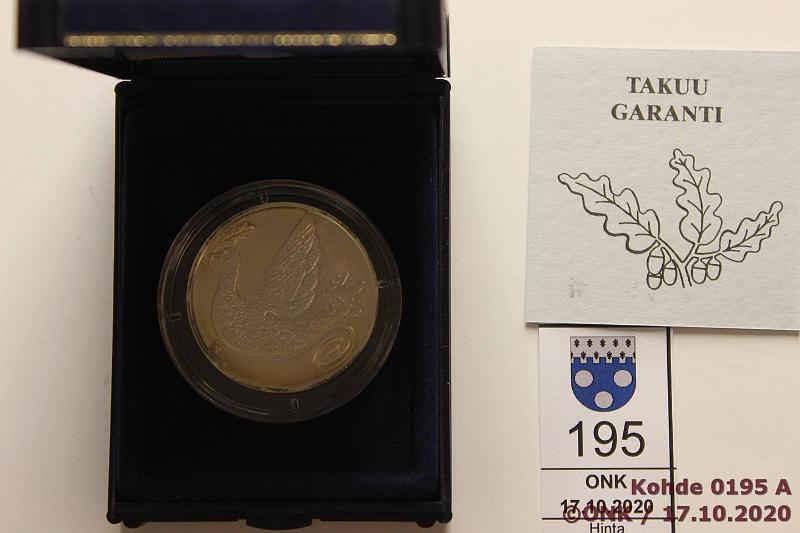 TAKUU
GARANTI
195
ONK
17.10.2020
Hinta
Kohde 0195 A
©ONK / 17.10.2020